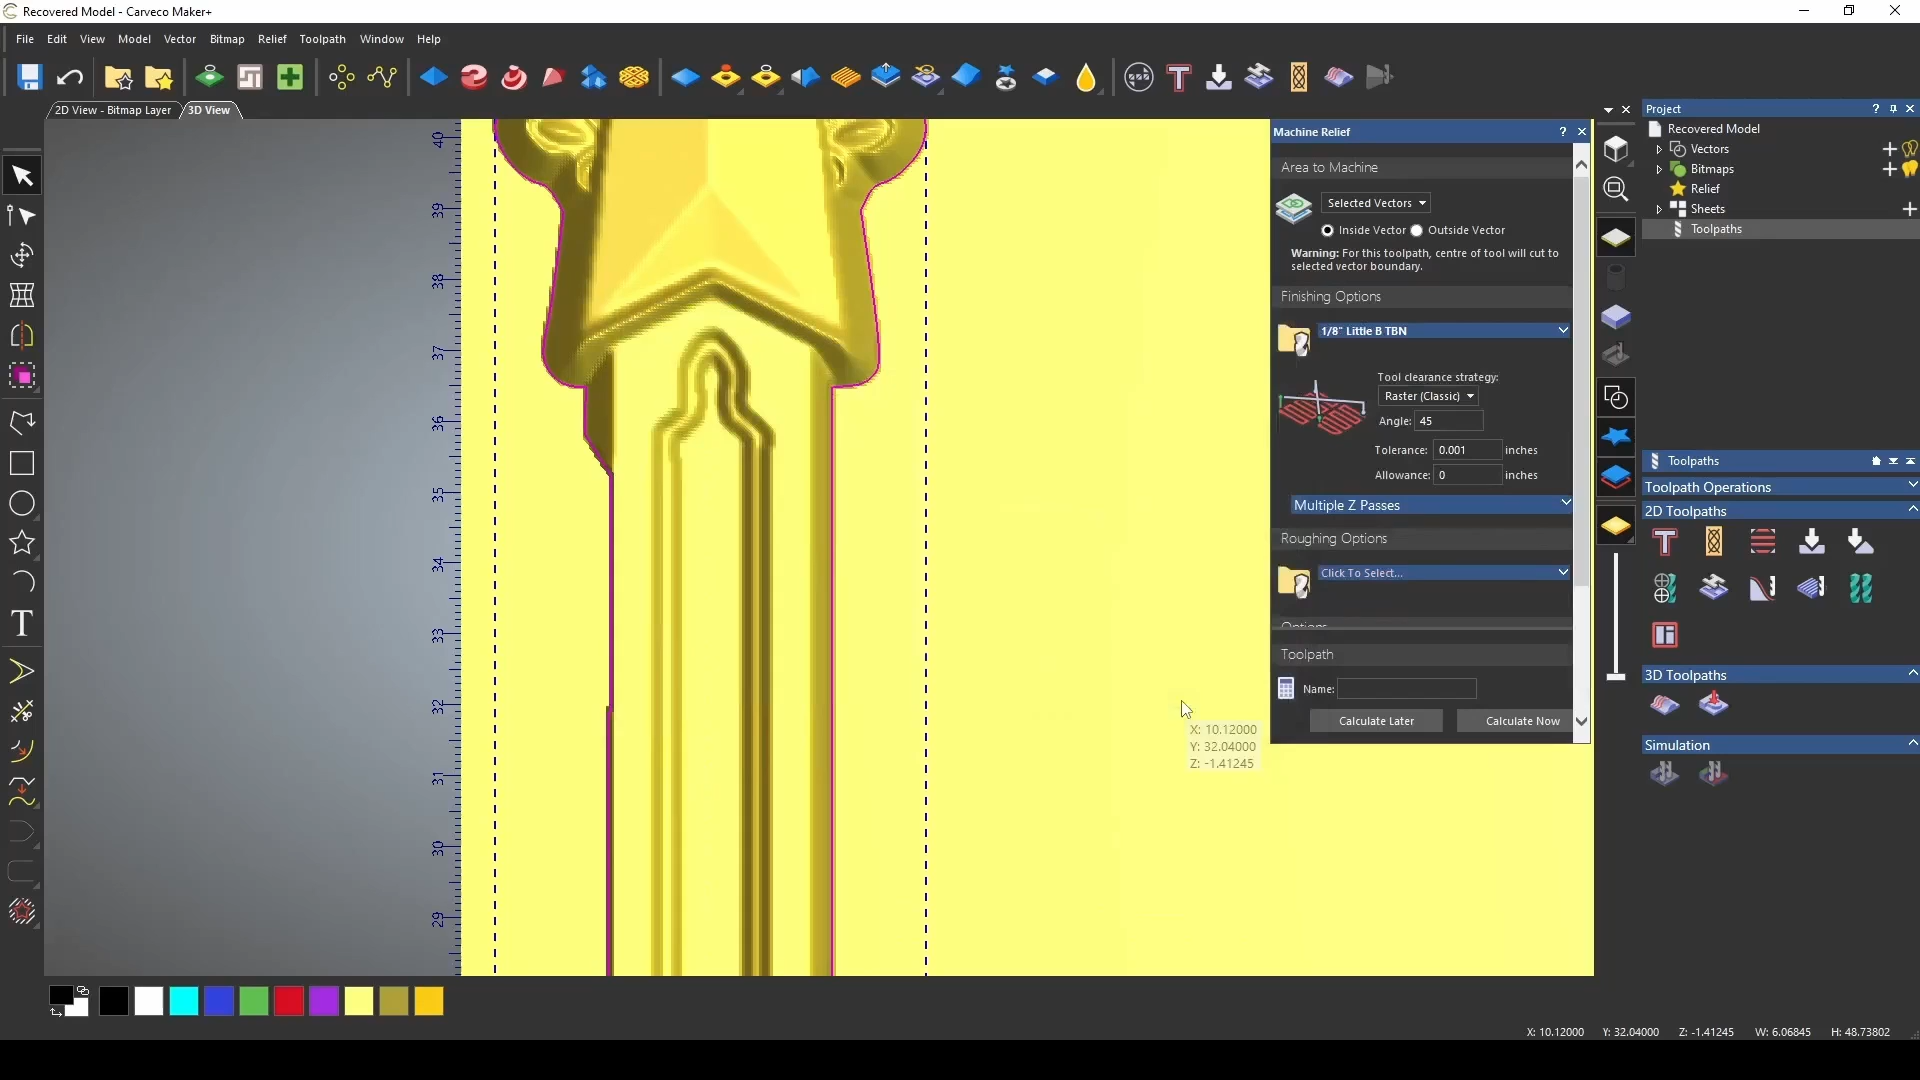 Recovered Model - Carveco Maker+
File Edit View Model Vector Bitmap Relief Toolpath Window Help
2D View - Bitmap Layer 3D View
40
39
38
37
36
35
34
33
32
31
30
29
Machine Relief ?
Area to Machine
Selected Vectors
Inside Vector Outside Vector
Warning: For this toolpath, centre of tool will cut to
selected vector boundary.
Finishing Options
1/8" Little B TBN
Tool clearance strategy:
Raster (Classic)
Angle: 45
Tolerance: 0.001 inches
Allowance: 0 inches
Multiple Z Passes
Roughing Options
Click To Select...
Options
Toolpath
Name:
Calculate Later Calculate Now
X: 10.12000
Y: 32.04000
Z: -1.41245
Project ?
Recovered Model
Vectors
Bitmaps
Relief
Sheets
Toolpaths
Toolpaths
Toolpath Operations
2D Toolpaths
3D Toolpaths
Simulation
X: 10.12000 Y: 32.04000 Z: -1.41245 W: 6.06845 H: 48.73802